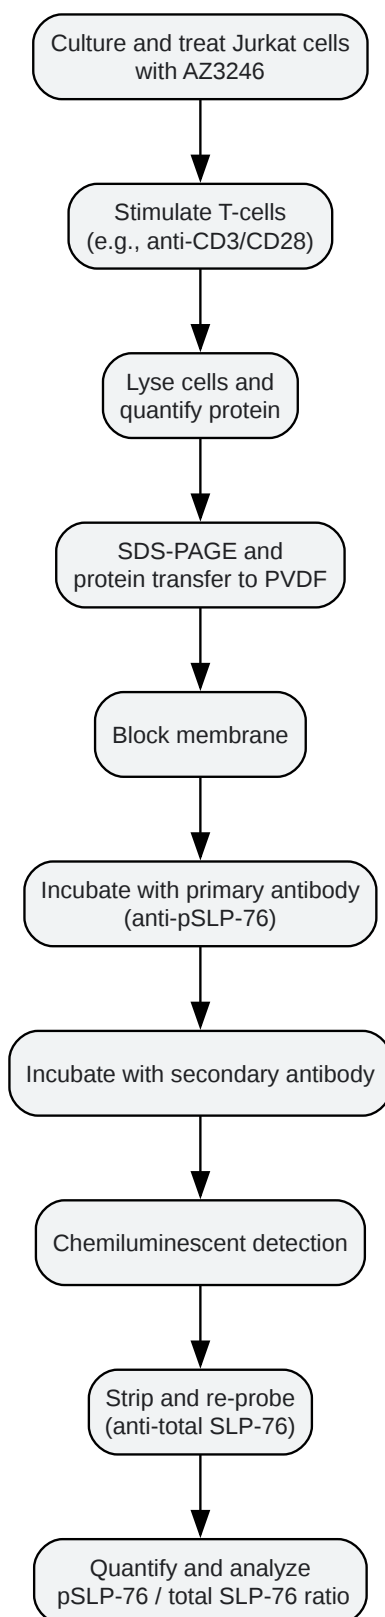 Culture and treat Jurkat cells
with AZ3246
Stimulate T-cells
(e.g., anti-CD3/CD28)
Lyse cells and
quantify protein
SDS-PAGE and
protein transfer to PVDF
Block membrane
Incubate with primary antibody
(anti-pSLP-76)
Incubate with secondary antibody
Chemiluminescent detection
Strip and re-probe
(anti-total SLP-76)
Quantify and analyze
pSLP-76 / total SLP-76 ratio